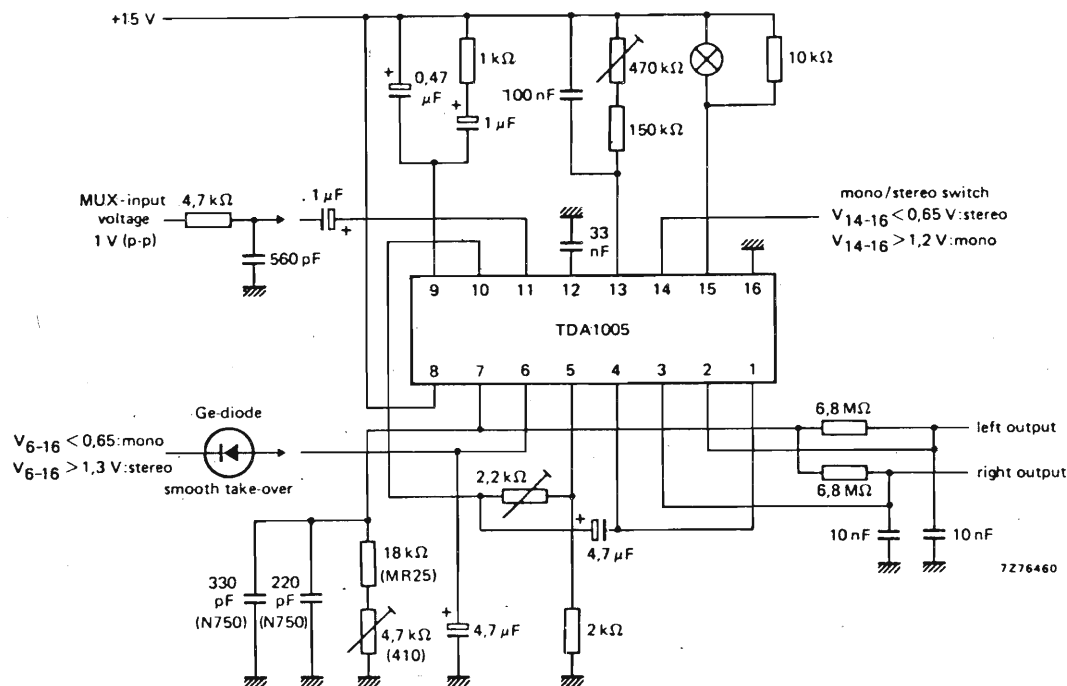 +15 V
1 kΩ
+
0,47
μF
+
1 μF
100 nF
470 kΩ
150 kΩ
10 kΩ
MUX-input
voltage
1 V (p-p)
4,7 kΩ
560 pF
1 μF
+
33
nF
mono/stereo switch
V14-16 < 0,65 V: stereo
V14-16 > 1,2 V: mono
9 10 11 12 13 14 15 16
TDA1005
8 7 6 5 4 3 2 1
Ge-diode
V6-16 < 0,65: mono
V6-16 > 1,3 V: stereo
smooth take-over
6,8 MΩ
left output
right output
6,8 MΩ
2,2 kΩ
+
4,7 μF
10 nF
10 nF
330
pF
(N750)
220
pF
(N750)
18 kΩ
(MR25)
4,7 kΩ
(410)
+
4,7 μF
2 kΩ
7Z76460